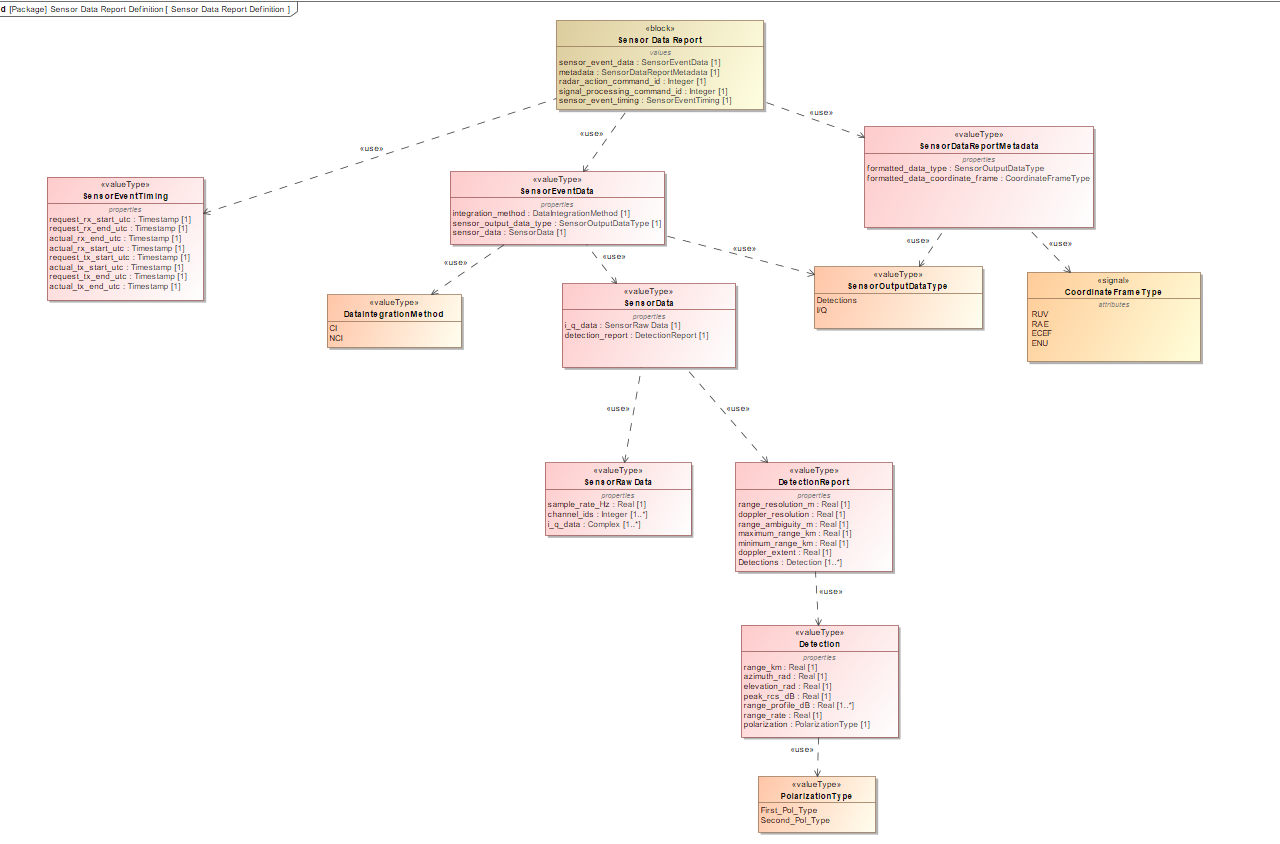 d [Package] Sensor Data Report Definition [ Sensor Data Report Definition ]
«block»
Sensor Data Report
values
sensor_event_data : SensorEventData [1]
metadata : SensorDataReportMetadata [1]
radar_action_command_id : Integer [1]
signal_processing_command_id : Integer [1]
sensor_event_timing : SensorEventTiming [1]
«use»
«use»
«use»
«valueType»
SensorDataReportMetadata
properties
formatted_data_type : SensorOutputDataType
formatted_data_coordinate_frame : CoordinateFrameType
«valueType»
SensorEventTiming
properties
request_rx_start_utc : Timestamp [1]
request_rx_end_utc : Timestamp [1]
actual_rx_end_utc : Timestamp [1]
actual_rx_start_utc : Timestamp [1]
request_tx_start_utc : Timestamp [1]
actual_tx_start_utc : Timestamp [1]
request_tx_end_utc : Timestamp [1]
actual_tx_end_utc : Timestamp [1]
«valueType»
SensorEventData
properties
integration_method : DataIntegrationMethod [1]
sensor_output_data_type : SensorOutputDataType [1]
sensor_data : SensorData [1]
«use»
«use»
«use»
«use»
«use»
«valueType»
DataIntegrationMethod
CI
NCI
«valueType»
SensorData
properties
i_q_data : SensorRaw Data [1]
detection_report : DetectionReport [1]
«valueType»
SensorOutputDataType
Detections
I/Q
«signal»
CoordinateFrameType
attributes
RUV
RAE
ECEF
ENU
«use»
«use»
«valueType»
SensorRaw Data
properties
sample_rate_Hz : Real [1]
channel_ids : Integer [1..*]
i_q_data : Complex [1..*]
«valueType»
DetectionReport
properties
range_resolution_m : Real [1]
doppler_resolution : Real [1]
range_ambiguity_m : Real [1]
maximum_range_km : Real [1]
minimum_range_km : Real [1]
doppler_extent : Real [1]
Detections : Detection [1..*]
«use»
«valueType»
Detection
properties
range_km : Real [1]
azimuth_rad : Real [1]
elevation_rad : Real [1]
peak_rcs_dB : Real [1]
range_profile_dB : Real [1..*]
range_rate : Real [1]
polarization : PolarizationType [1]
«use»
«valueType»
PolarizationType
First_Pol_Type
Second_Pol_Type